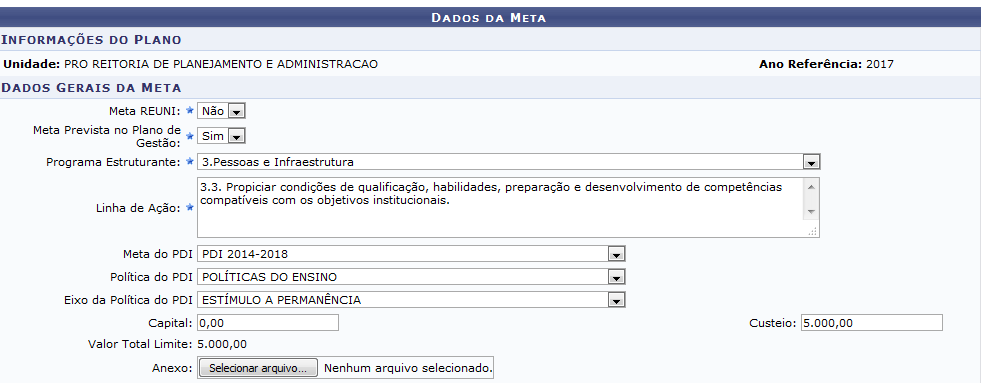 DADOS DA META
INFORMAÇÕES DO PLANO
Unidade: PRO REITORIA DE PLANEJAMENTO E ADMINISTRACAO Ano Referência: 2017
DADOS GERAIS DA META
Meta REUNI: Não
Meta Prevista no Plano de
Gestão: Sim
Programa Estruturante: 3.Pessoas e Infraestrutura
3.3. Propiciar condições de qualificação, habilidades, preparação e desenvolvimento de competências
compatíveis com os objetivos institucionais.
Linha de Ação:
Meta do PDI PDI 2014-2018
Política do PDI POLÍTICAS DO ENSINO
Eixo da Política do PDI ESTÍMULO A PERMANÊNCIA
Capital: 0,00 Custeio: 5.000,00
Valor Total Limite: 5.000,00
Anexo: Selecionar arquivo... Nenhum arquivo selecionado.